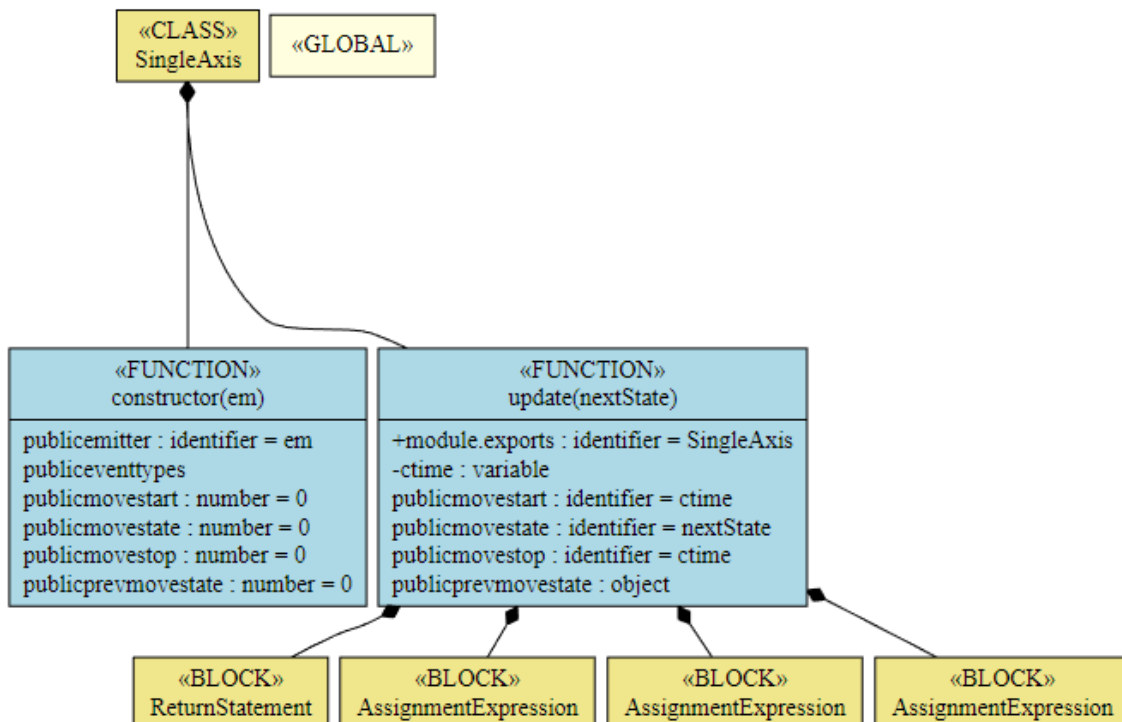 «CLASS»
SingleAxis
«GLOBAL»
«FUNCTION»
constructor(em)
publicemitter : identifier = em
publiceventtypes
publicmovestart : number = 0
publicmovestate : number = 0
publicmovestop : number = 0
publicprevmovestate : number = 0
«FUNCTION»
update(nextState)
+module.exports : identifier = SingleAxis
-ctime : variable
publicmovestart : identifier = ctime
publicmovestate : identifier = nextState
publicmovestop : identifier = ctime
publicprevmovestate : object
«BLOCK»
ReturnStatement
«BLOCK»
AssignmentExpression
«BLOCK»
AssignmentExpression
«BLOCK»
AssignmentExpression